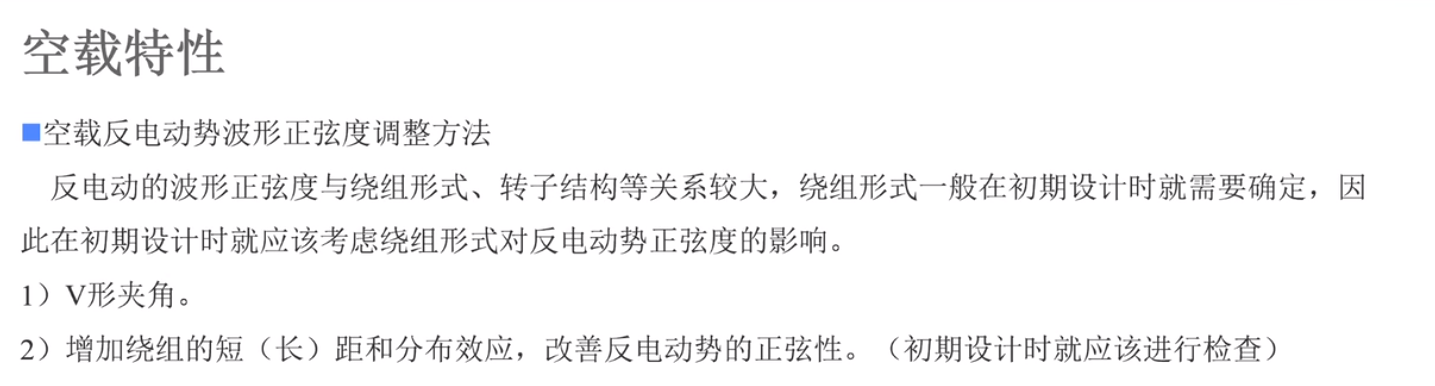 空载特性
■空载反电动势波形正弦度调整方法
反电动的波形正弦度与绕组形式、转子结构等关系较大，绕组形式一般在初期设计时就需要确定，因
此在初期设计时就应该考虑绕组形式对反电动势正弦度的影响。
1）V形夹角。
2）增加绕组的短（长）距和分布效应，改善反电动势的正弦性。（初期设计时就应该进行检查）